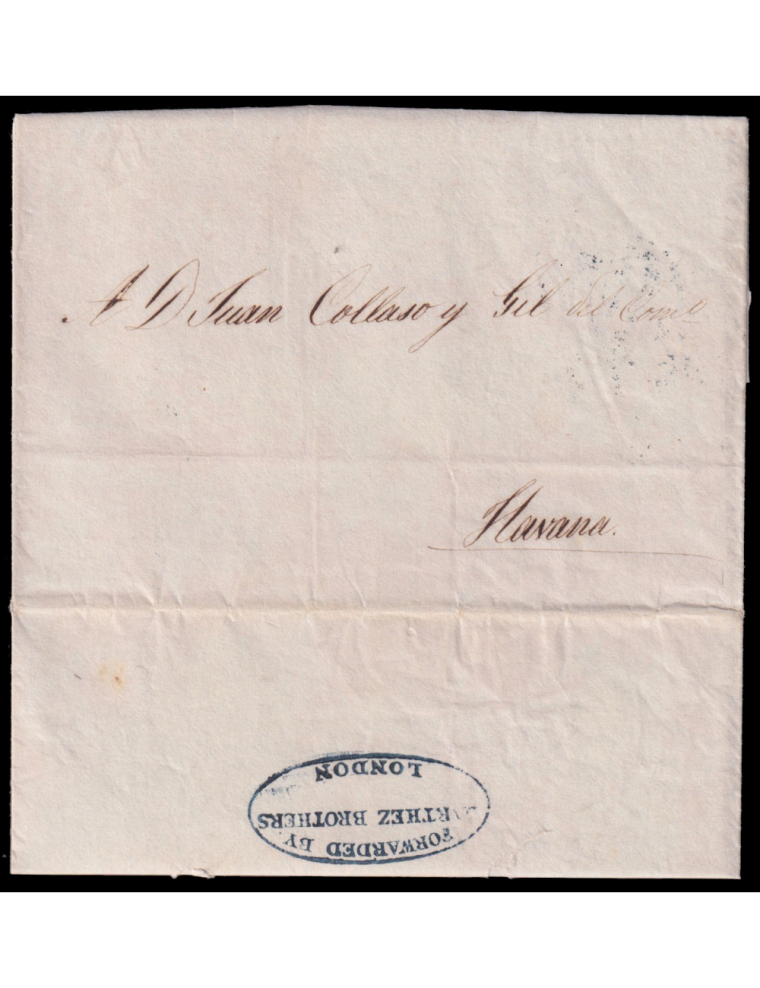 A D Juan Collaso y Gil del Com.o
Havana.
FORWARDED BY
ARTHEZ BROTHERS
LONDON